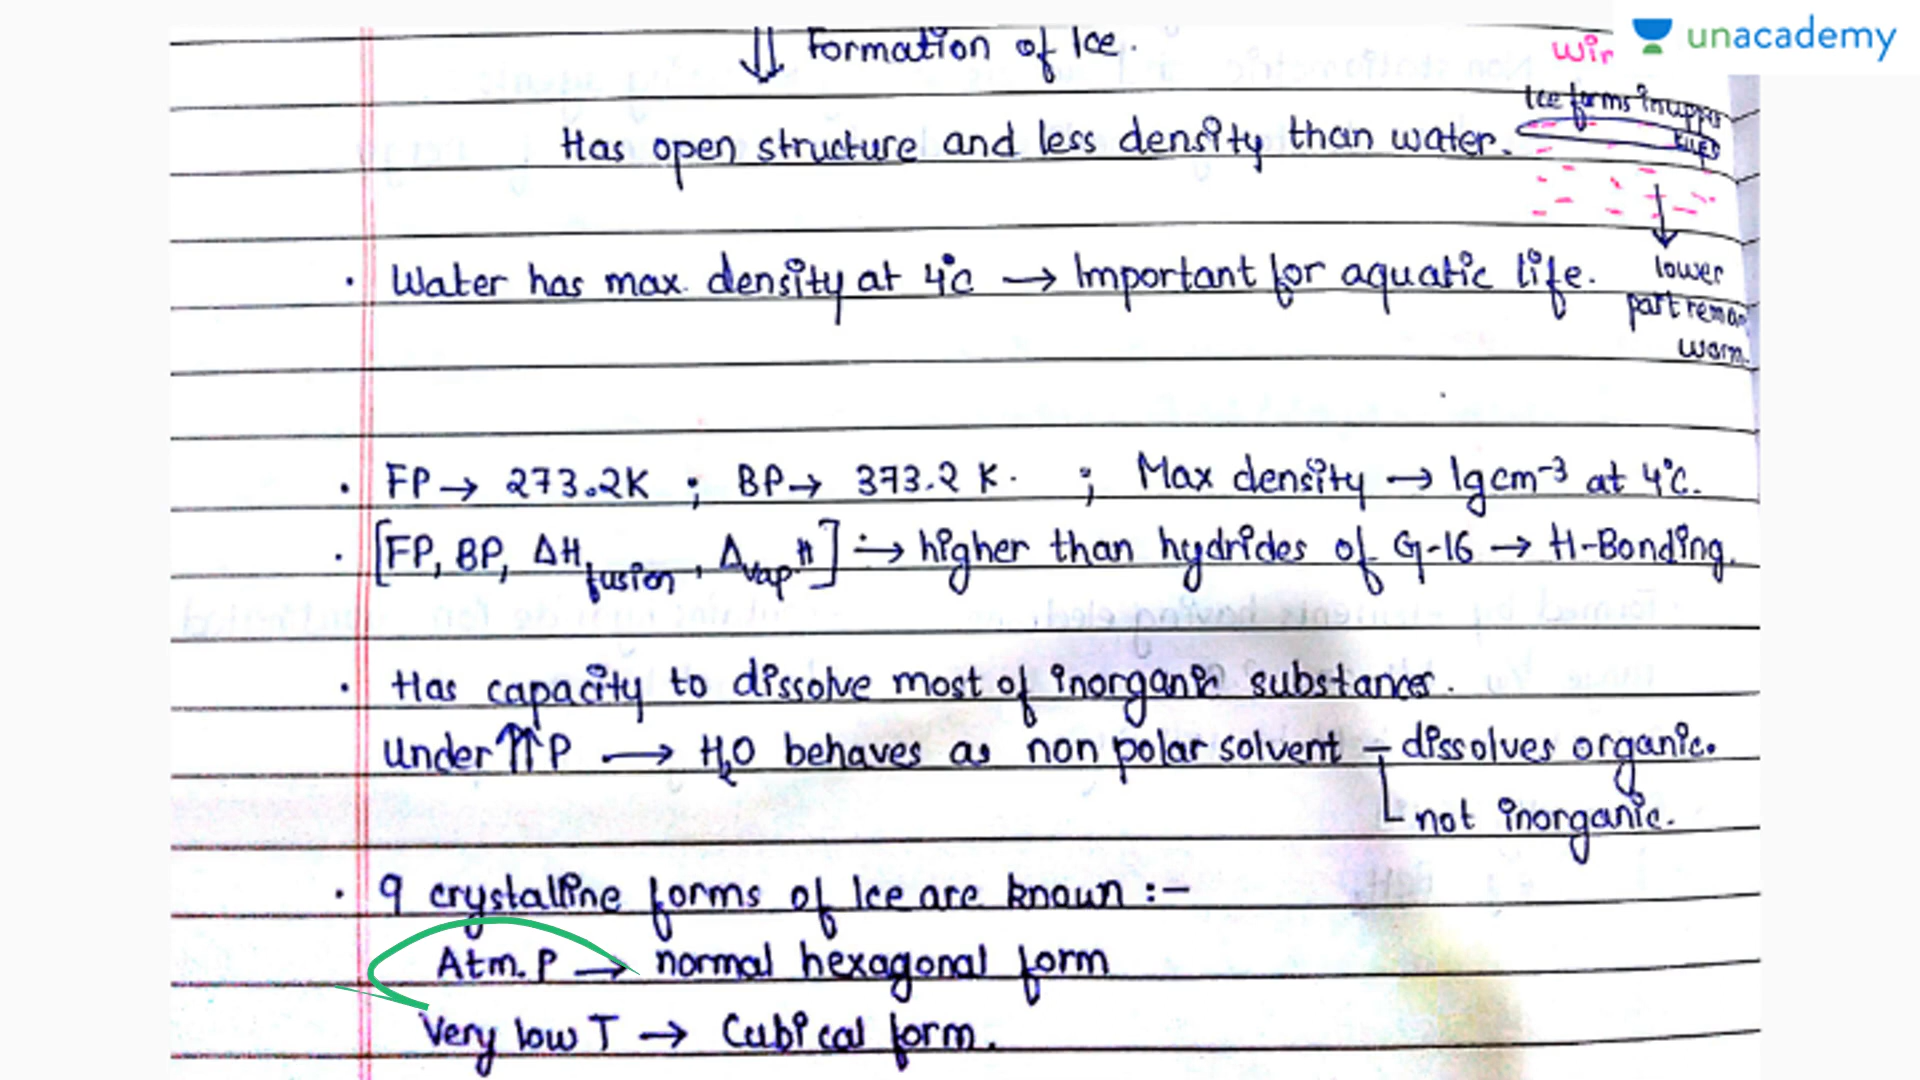 unacademy
⇓ Formation of Ice.
Has open structure and less density than water.
Ice forms in upper
lower
part
warm.
• Water has max. density at 4°C → Important for aquatic life.
• FP → 273.2K ; BP → 373.2 K. ; Max density → 1gcm⁻³ at 4°C.
• [FP, BP, ΔH fusion, Δvap.H] → higher than hydrides of G-16 → H-Bonding.
• Has capacity to dissolve most of inorganic substances.
Under ↑↑P → H₂O behaves as non polar solvent – dissolves organic.
not inorganic.
• 9 crystalline forms of Ice are known :-
Atm. P → normal hexagonal form
Very low T → Cubical form.